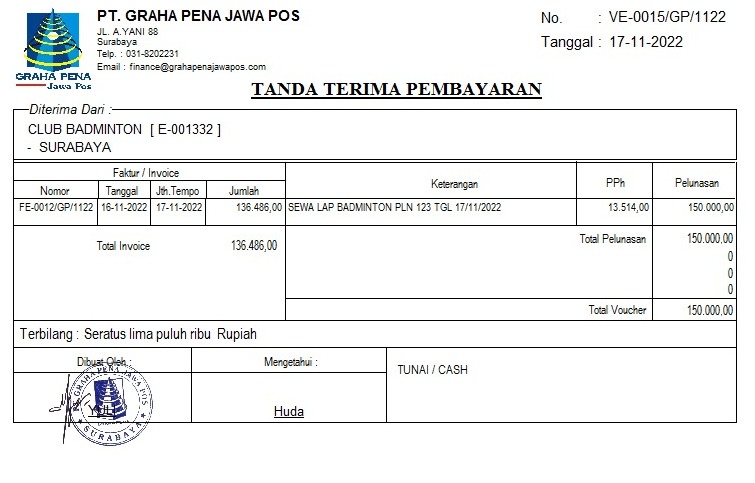 PT. GRAHA PENA JAWA POS
JL. A.YANI 88
Surabaya
Telp. : 031-8202231
Email : finance@grahapenajawapos.com
GRAHA PENA
Jawa Pos
No. : VE-0015/GP/1122
Tanggal : 17-11-2022
TANDA TERIMA PEMBAYARAN
Diterima Dari :
CLUB BADMINTON [ E-001332 ]
- SURABAYA
Faktur / Invoice
Nomor Tanggal Jth.Tempo Jumlah Keterangan PPh Pelunasan
FE-0012/GP/1122 16-11-2022 17-11-2022 136.486,00 SEWA LAP BADMINTON PLN 123 TGL 17/11/2022 13.514,00 150.000,00
Total Invoice 136.486,00 Total Pelunasan 150.000,00
0
0
0
Total Voucher 150.000,00
Terbilang : Seratus lima puluh ribu Rupiah
Dibuat Oleh : Mengetahui : TUNAI / CASH
PT. GRAHA PENA JAWA POS
SURABAYA
Huda